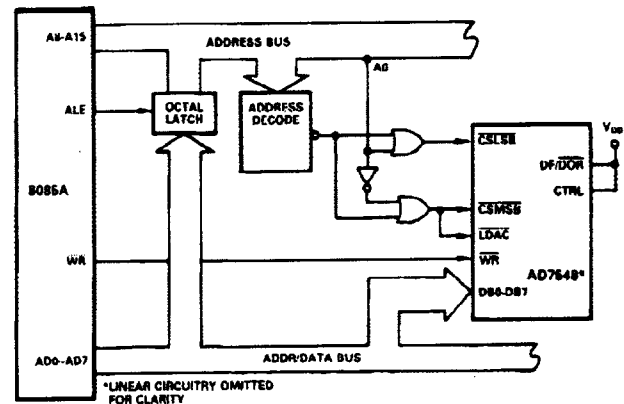 A8-A15
ADDRESS BUS
A0
ALE
OCTAL
LATCH
ADDRESS
DECODE
8085A
CSLSB
CSMSB
LDAC
WR
DB0-DB7
VDD
DF/DOR
CTRL
AD7548*
WR
AD0-AD7
ADDR/DATA BUS
*LINEAR CIRCUITRY OMITTED
FOR CLARITY